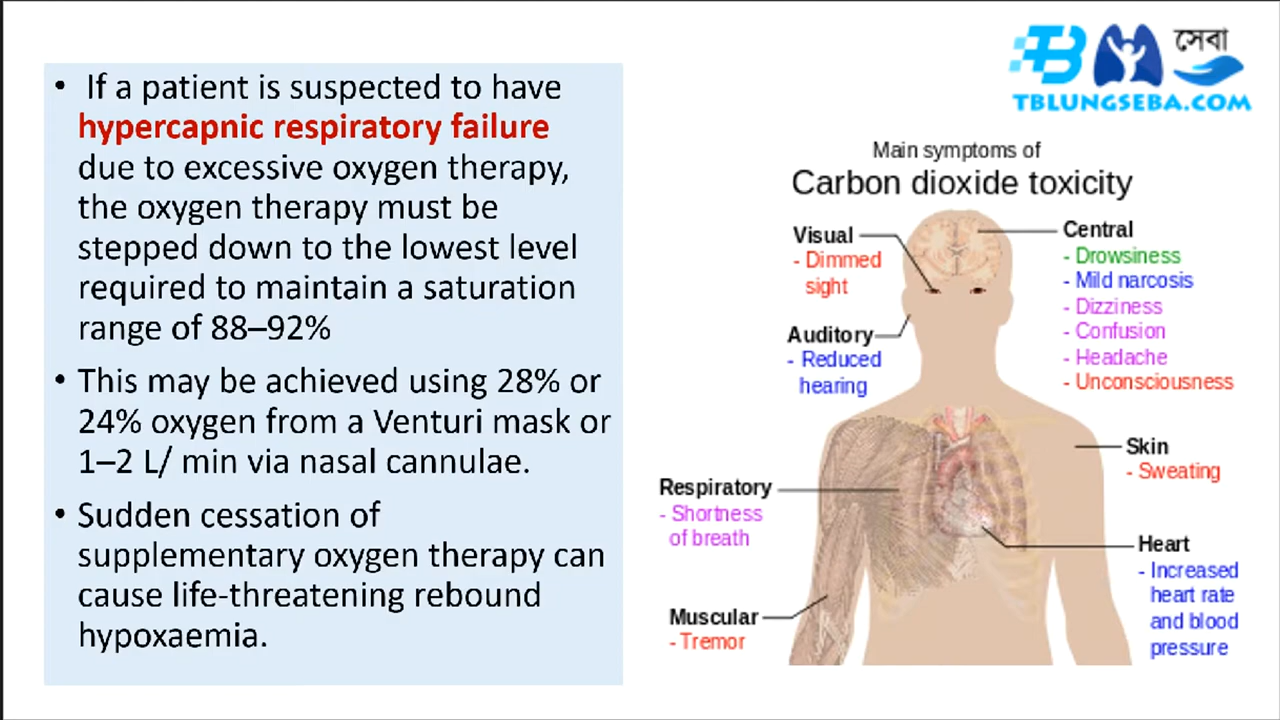 TB সেবা
TBLUNGSEBA.COM
• If a patient is suspected to have
hypercapnic respiratory failure
due to excessive oxygen therapy,
the oxygen therapy must be
stepped down to the lowest level
required to maintain a saturation
range of 88–92%
• This may be achieved using 28% or
24% oxygen from a Venturi mask or
1–2 L/ min via nasal cannulae.
• Sudden cessation of
supplementary oxygen therapy can
cause life-threatening rebound
hypoxaemia.
Main symptoms of
Carbon dioxide toxicity
Visual
- Dimmed
sight
Auditory
- Reduced
hearing
Respiratory
- Shortness
of breath
Muscular
- Tremor
Central
- Drowsiness
- Mild narcosis
- Dizziness
- Confusion
- Headache
- Unconsciousness
Skin
- Sweating
Heart
- Increased
heart rate
and blood
pressure